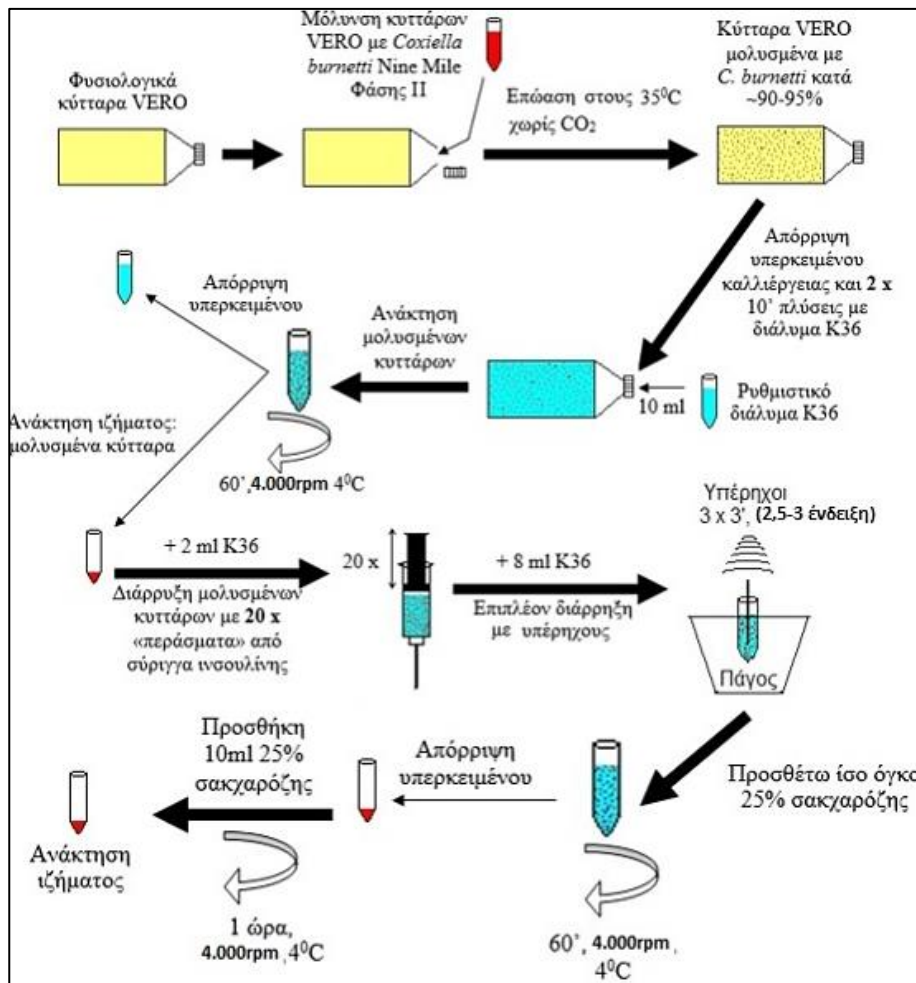 Φυσιολογικά
κύτταρα VERO
Μόλυνση κυττάρων
VERO με Coxiella
burnetti Nine Mile
Φάσης ΙΙ
Επώαση στους 35⁰C
χωρίς CO₂
Κύτταρα VERO
μολυσμένα με
C. burnetti κατά
~90-95%
Απόρριψη
υπερκειμένου
καλλιέργειας και 2 x
10’ πλύσεις με
διάλυμα Κ36
Ρυθμιστικό
διάλυμα Κ36
10 ml
Ανάκτηση
μολυσμένων
κυττάρων
Απόρριψη
υπερκειμένου
60’,4.000rpm 4⁰C
Ανάκτηση ιζήματος:
μολυσμένα κύτταρα
+ 2 ml K36
Διάρρυξη μολυσμένων
κυττάρων με 20 x
«περάσματα» από
σύριγγα ινσουλίνης
20 x
+ 8 ml K36
Επιπλέον διάρρηξη
με υπέρηχους
Υπέρηχοι
3 x 3', (2,5-3 ένδειξη)
Πάγος
Προσθέτω ίσο όγκο
25% σακχαρόζης
60’, 4.000rpm ,
4⁰C
Απόρριψη
υπερκειμένου
Προσθήκη
10ml 25%
σακχαρόζης
1 ώρα,
4.000rpm ,4⁰C
Ανάκτηση
ιζήματος